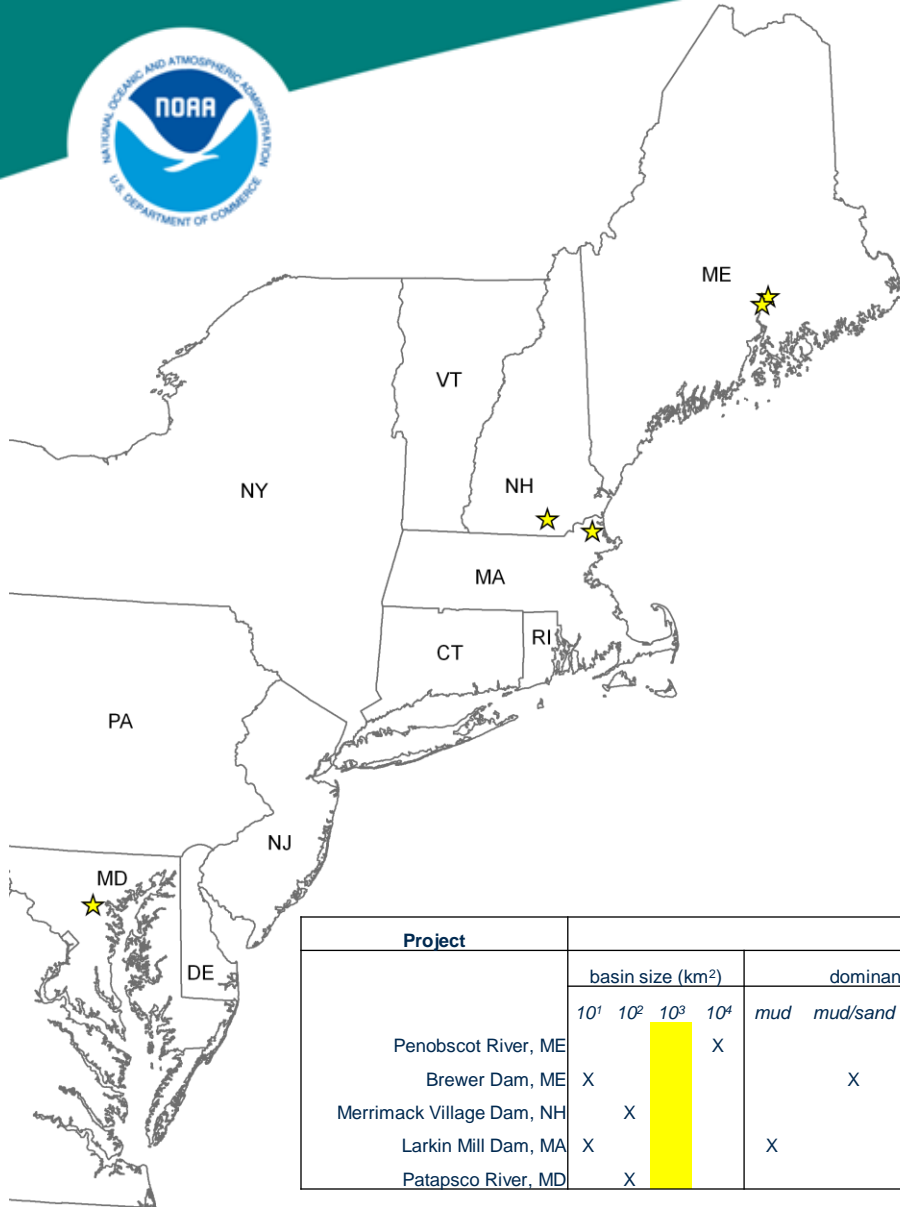 NATIONAL OCEANIC AND ATMOSPHERIC ADMINISTRATION
NOAA
U.S. DEPARTMENT OF COMMERCE
ME
VT
NY
NH
MA
CT
RI
PA
NJ
MD
DE
Project
basin size (km²) dominan
10¹ 10² 10³ 10⁴ mud mud/sand
Penobscot River, ME X
Brewer Dam, ME X X
Merrimack Village Dam, NH X
Larkin Mill Dam, MA X X
Patapsco River, MD X